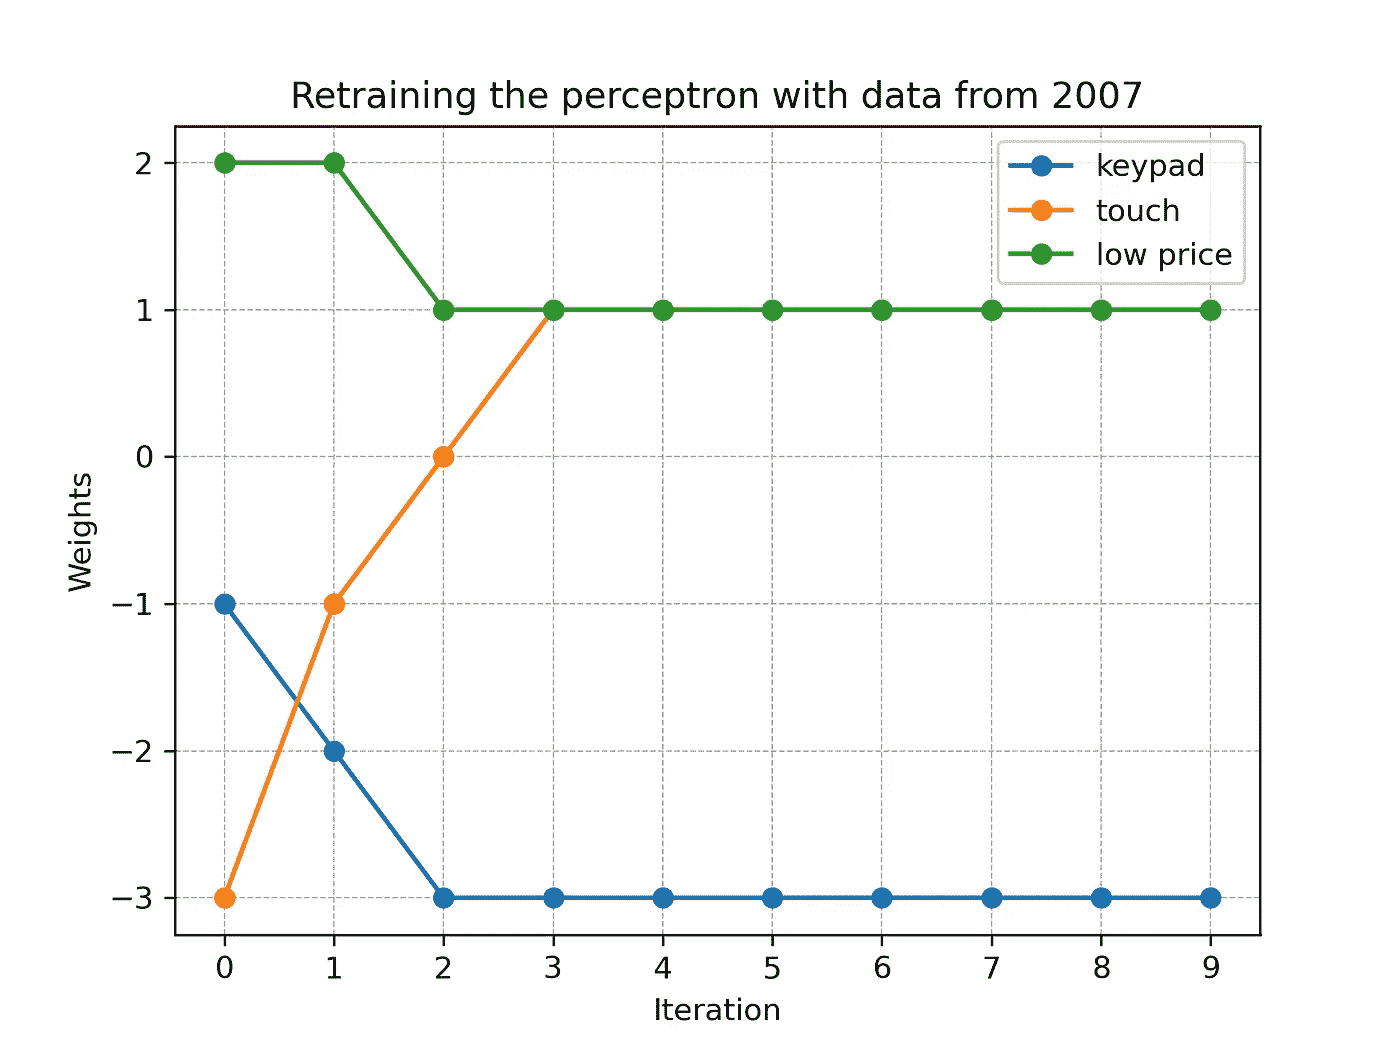 Retraining the perceptron with data from 2007
keypad
touch
low price
2
1
0
−1
−2
−3
Weights
0 1 2 3 4 5 6 7 8 9
Iteration